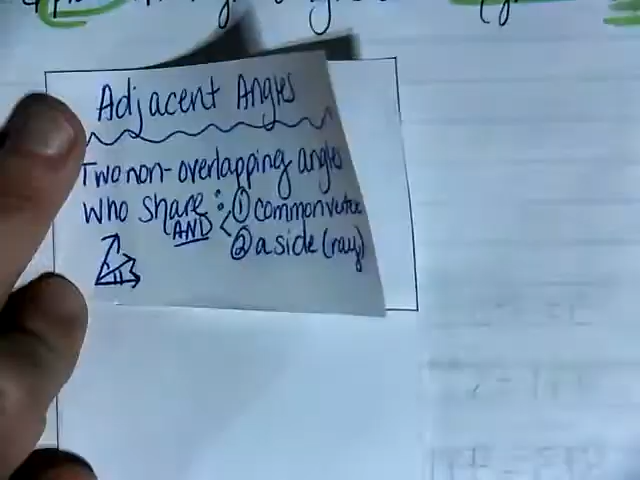 Adjacent Angles
Two non-overlapping angles
who share : ① common vertex
AND ② a side (ray)